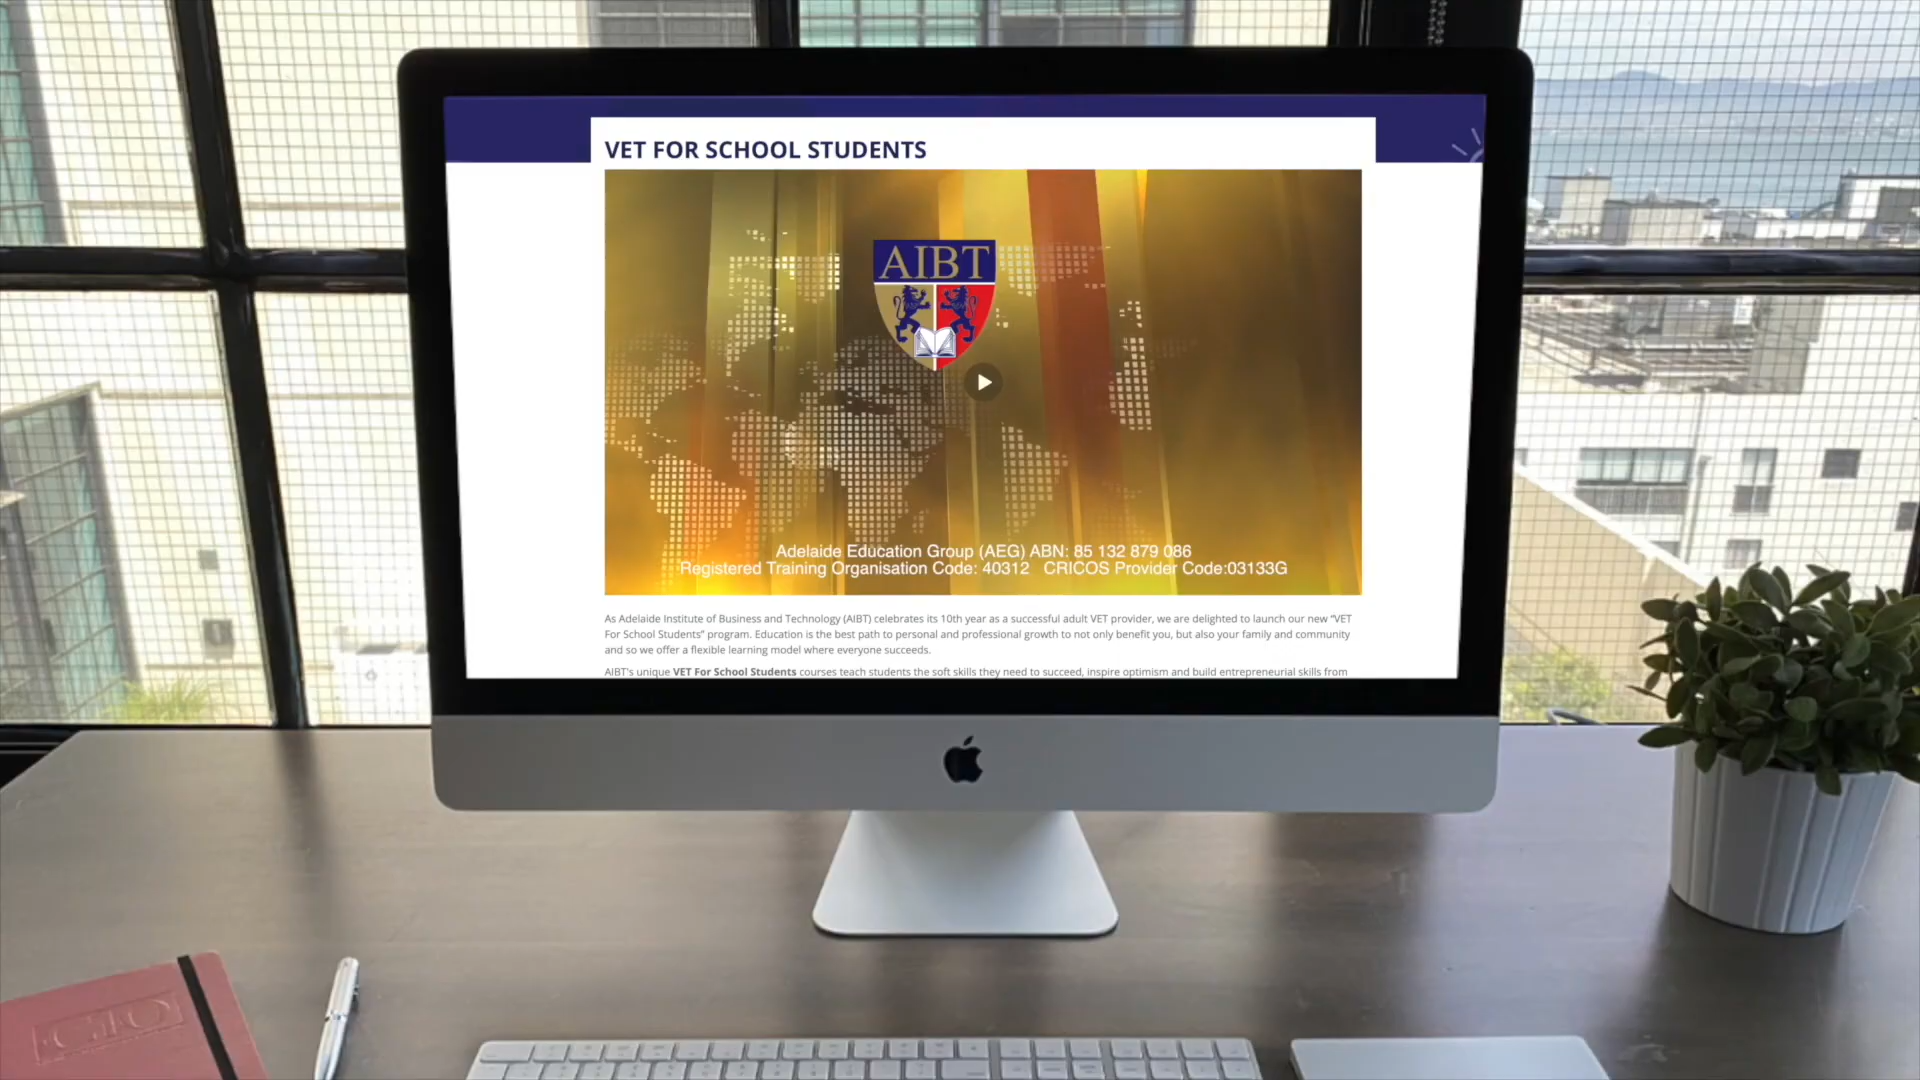 VET FOR SCHOOL STUDENTS
AIBT
Adelaide Education Group (AEG) ABN: 85 132 879 086
Registered Training Organisation Code: 40312 CRICOS Provider Code:03133G
As Adelaide Institute of Business and Technology (AIBT) celebrates its 10th year as a successful adult VET provider, we are delighted to launch our new “VET
For School Students” program. Education is the best path to personal and professional growth to not only benefit you, but also your family and community
and so we offer a flexible learning model where everyone succeeds.
AIBT's unique VET For School Students courses teach students the soft skills they need to succeed, inspire optimism and build entrepreneurial skills from